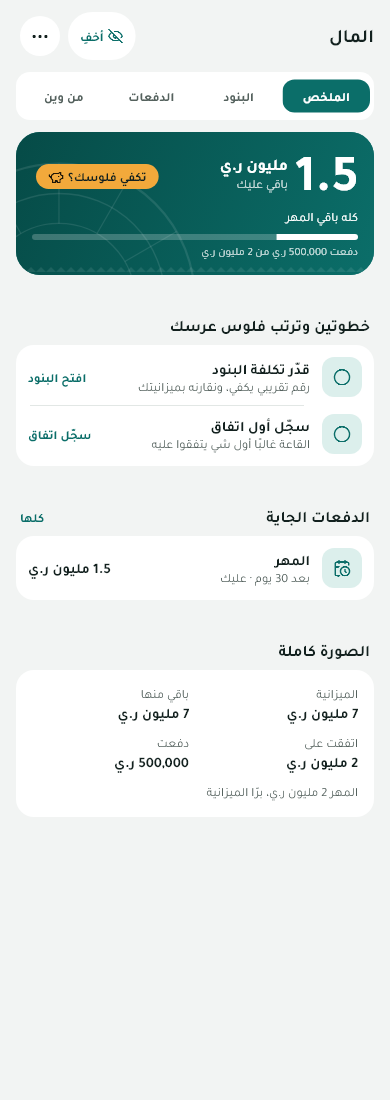 المال
أخفِ
الملخص
البنود
الدفعات
من وين
1.5 مليون ر.ي
باقي عليك
تكفي فلوسك؟
كله باقي المهر
دفعت 500,000 ر.ي من 2 مليون ر.ي
خطوتين وترتب فلوس عرسك
قدّر تكلفة البنود
رقم تقريبي يكفي، ونقارنه بميزانيتك
افتح البنود
سجّل أول اتفاق
القاعة غالبًا أول شي يتفقوا عليه
سجّل اتفاق
الدفعات الجاية
كلها
المهر
بعد 30 يوم · عليك
1.5 مليون ر.ي
الصورة كاملة
الميزانية
7 مليون ر.ي
باقي منها
7 مليون ر.ي
اتفقت على
2 مليون ر.ي
دفعت
500,000 ر.ي
المهر 2 مليون ر.ي، برّا الميزانية